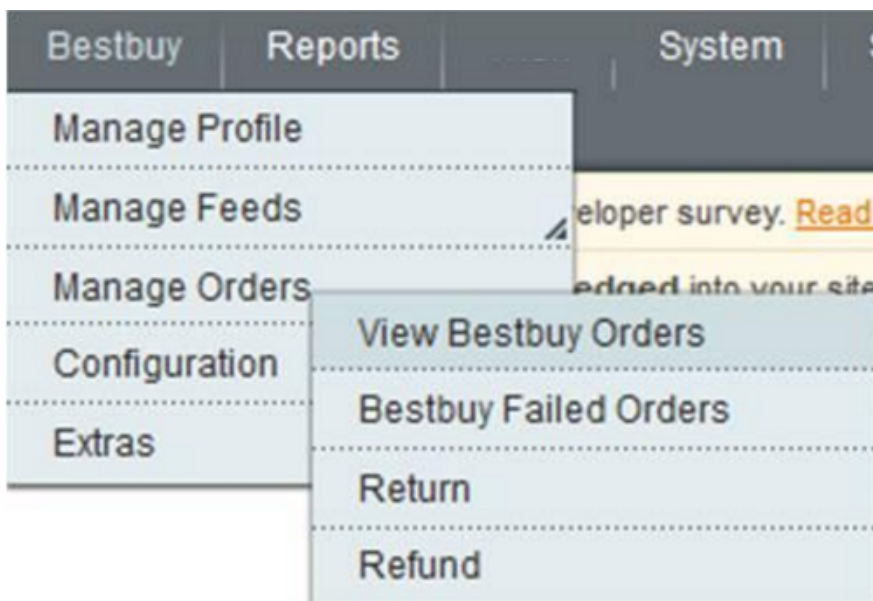 Bestbuy Reports System
Manage Profile
Manage Feeds
eloper survey. Read
Manage Orders
edged into your site
View Bestbuy Orders
Configuration
Bestbuy Failed Orders
Extras
Return
Refund